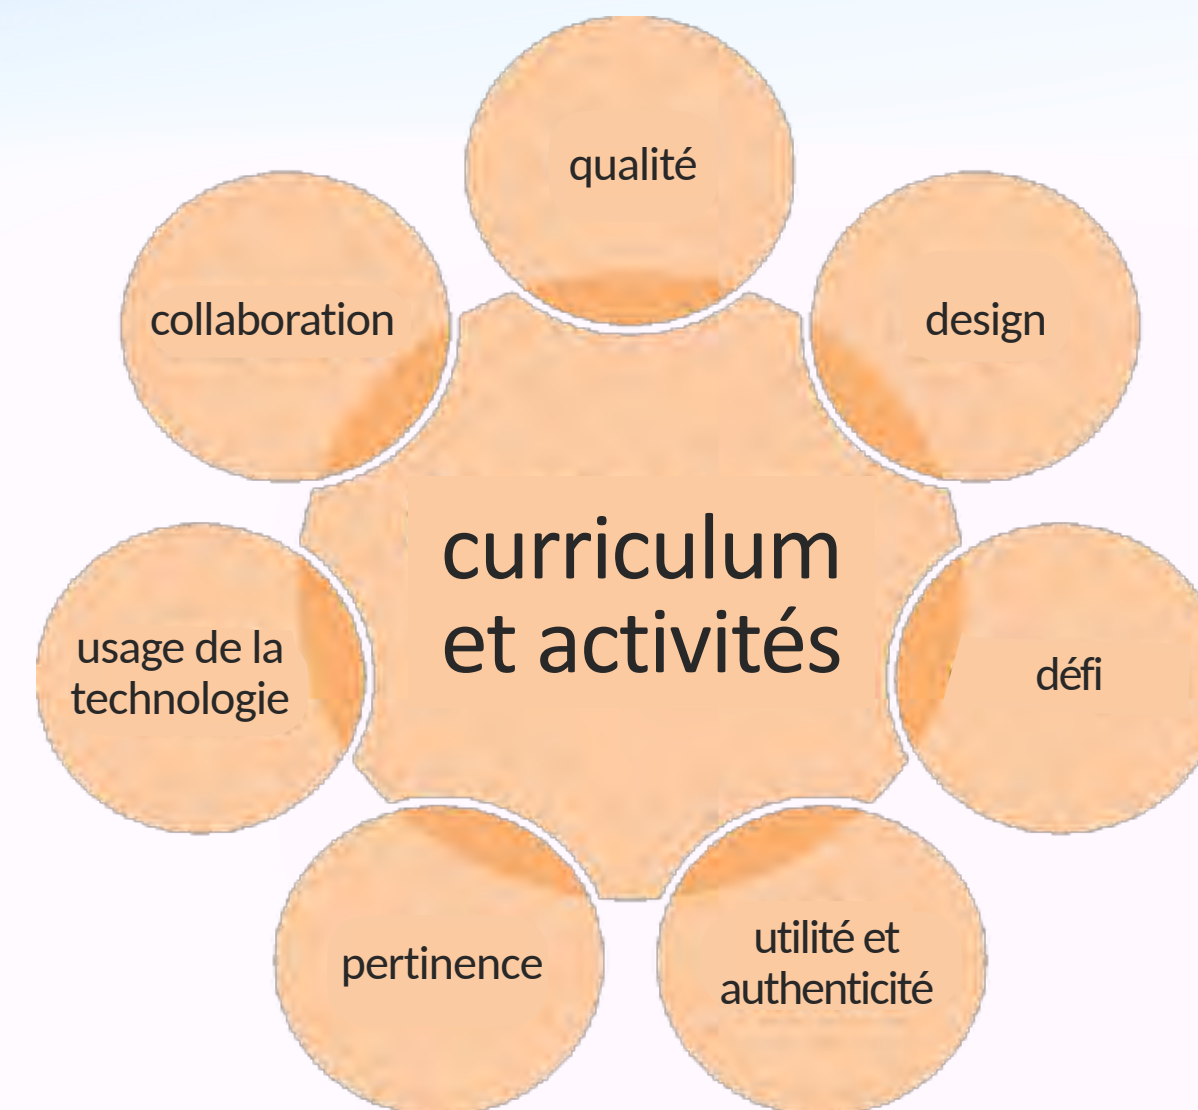 qualité
collaboration
design
curriculum
et activités
usage de la
technologie
défi
pertinence
utilité et
authenticité